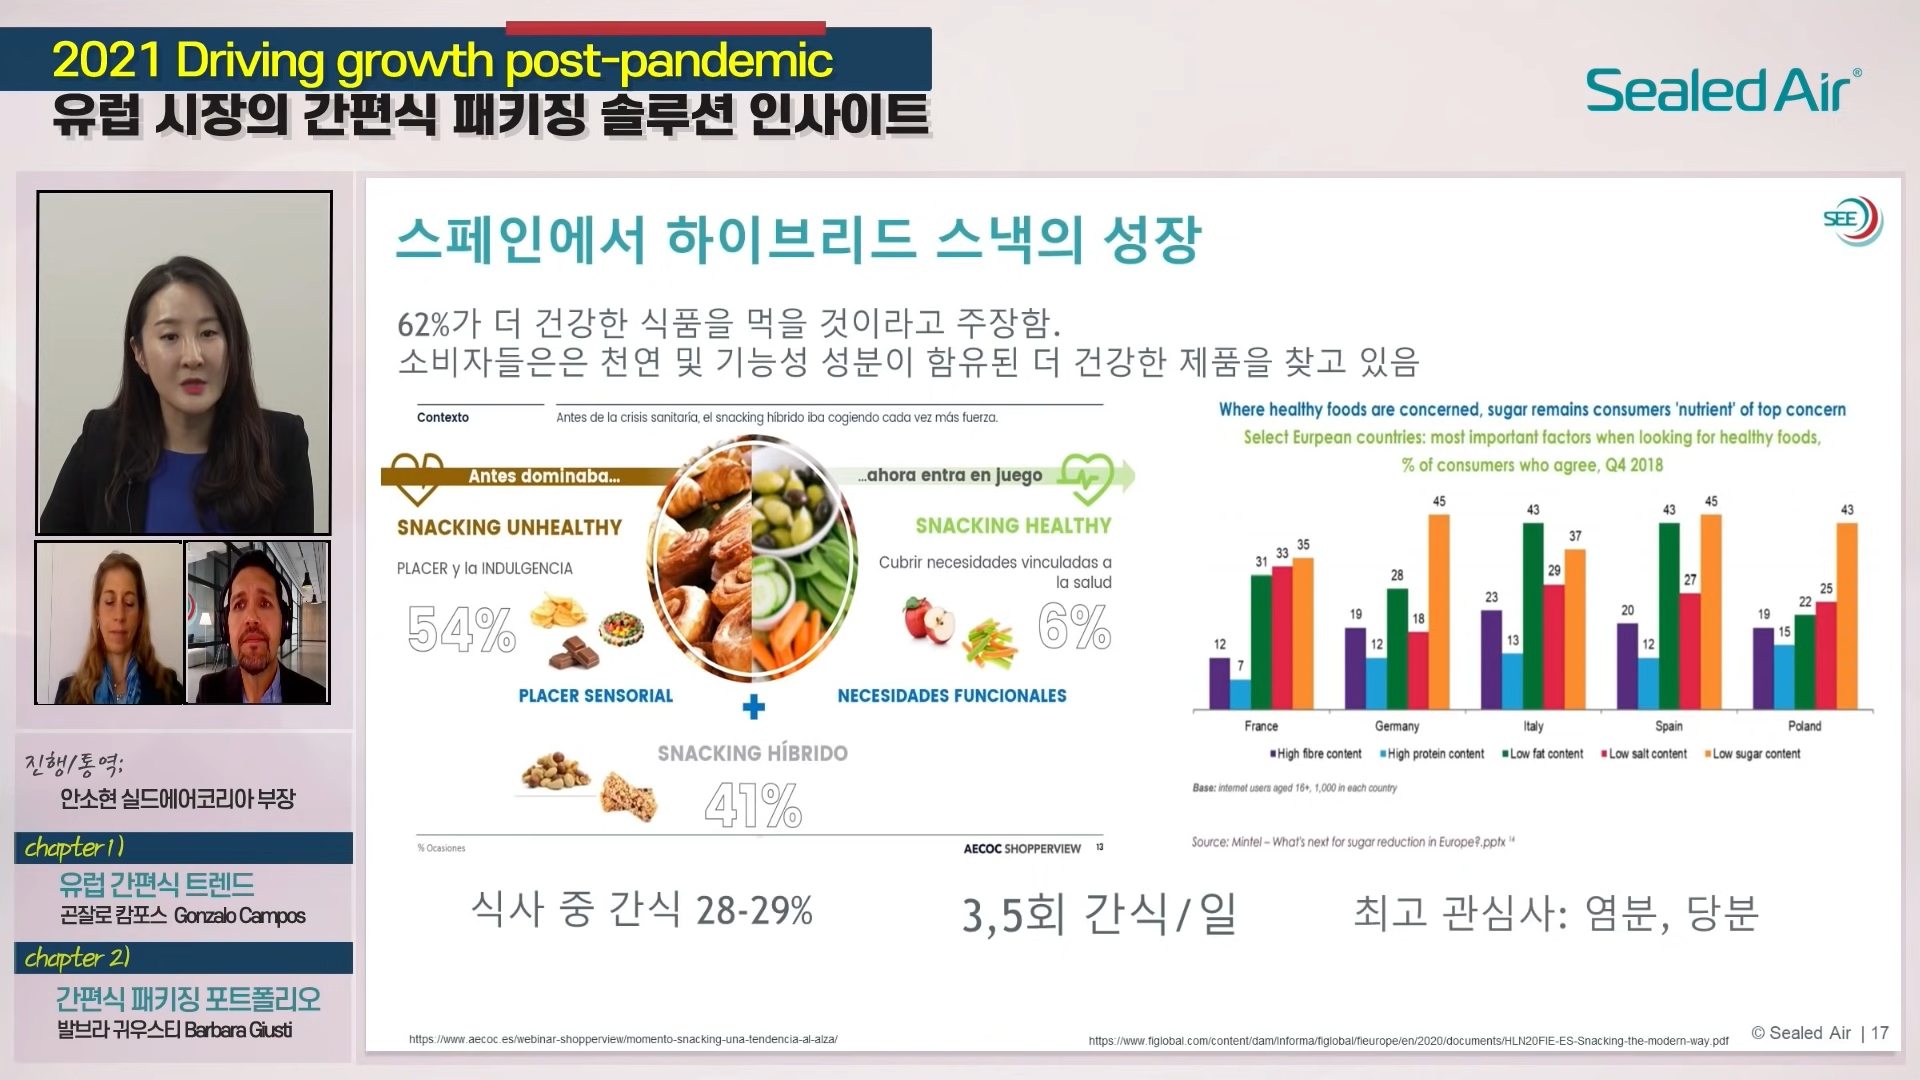 2021 Driving growth post-pandemic
유럽 시장의 간편식 패키징 솔루션 인사이트
Sealed Air®
진행/통역;
안소현 실드에어코리아 부장
chapter 1)
유럽 간편식 트렌드
곤잘로 캄포스 Gonzalo Campos
chapter 2)
간편식 패키징 포트폴리오
발브라 귀우스티 Barbara Giusti
스페인에서 하이브리드 스낵의 성장
SEE
62%가 더 건강한 식품을 먹을 것이라고 주장함.
소비자들은은 천연 및 기능성 성분이 함유된 더 건강한 제품을 찾고 있음
Contexto
Antes de la crisis sanitaría, el snacking híbrido iba cogiendo cada vez más fuerza.
Antes dominaba...
...ahora entra en juego
SNACKING UNHEALTHY
SNACKING HEALTHY
PLACER y la INDULGENCIA
Cubrir necesidades vinculadas a
la salud
54%
6%
PLACER SENSORIAL
NECESIDADES FUNCIONALES
+
SNACKING HÍBRIDO
41%
% Ocasiones
AECOC SHOPPERVIEW 13
Where healthy foods are concerned, sugar remains consumers 'nutrient' of top concern
Select Eurpean countries: most important factors when looking for healthy foods,
% of consumers who agree, Q4 2018
12 7 31 33 35
19 12 28 18 45
23 13 43 29 37
20 12 43 27 45
19 15 22 25 43
France Germany Italy Spain Poland
High fibre content High protein content Low fat content Low salt content Low sugar content
Base: internet users aged 16+, 1,000 in each country
Source: Mintel – What's next for sugar reduction in Europe?.pptx 14
식사 중 간식 28-29%
3,5회 간식/일
최고 관심사: 염분, 당분
https://www.aecoc.es/webinar-shopperview/momento-snacking-una-tendencia-al-alza/
https://www.figlobal.com/content/dam/Informa/figlobal/fieurope/en/2020/documents/HLN20FIE-ES-Snacking-the-modern-way.pdf
© Sealed Air | 17